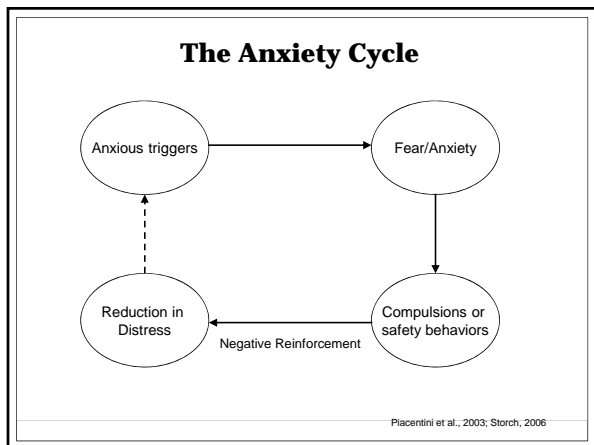 The Anxiety Cycle
Anxious triggers
Fear/Anxiety
Reduction in
Distress
Compulsions or
safety behaviors
Negative Reinforcement
Piacentini et al., 2003; Storch, 2006